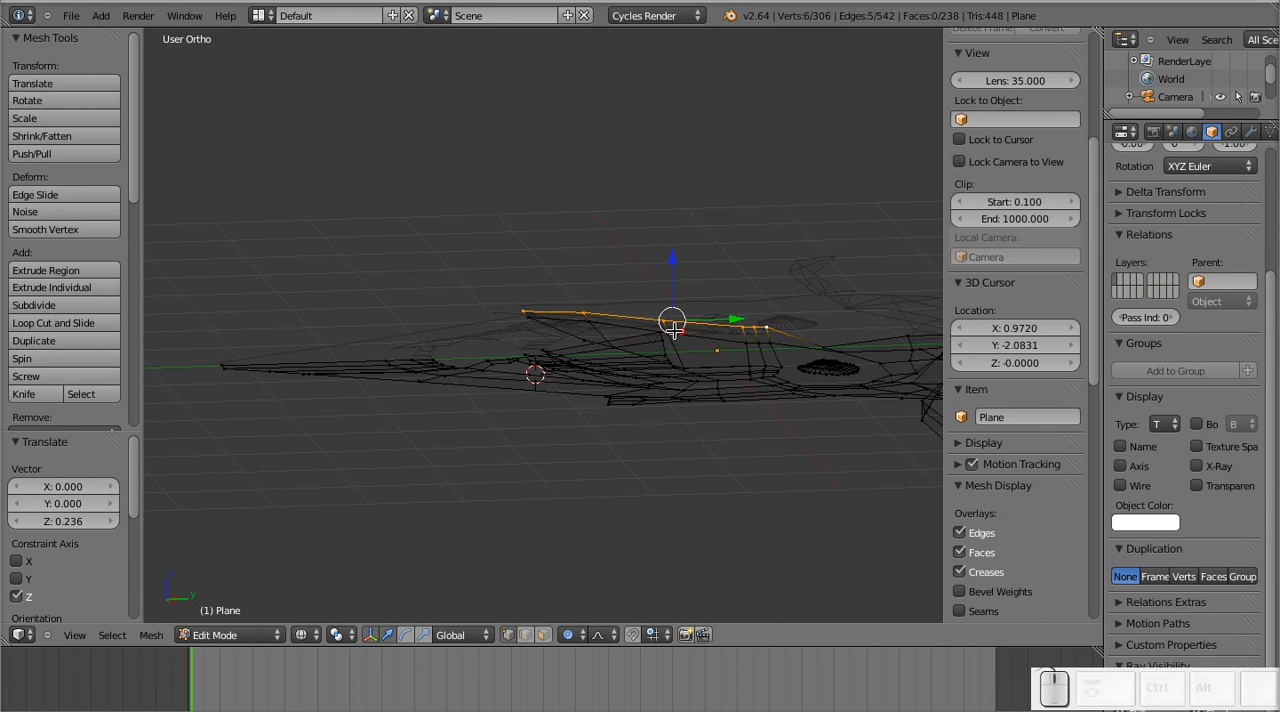 File Add Render Window Help Default Scene Cycles Render v2.64 | Verts:6/306 | Edges:5/542 | Faces:0/238 | Tris:448 | Plane
Mesh Tools
Transform:
Translate
Rotate
Scale
Shrink/Fatten
Push/Pull
Deform:
Edge Slide
Noise
Smooth Vertex
Add:
Extrude Region
Extrude Individual
Subdivide
Loop Cut and Slide
Duplicate
Spin
Screw
Knife Select
Remove:
Translate
Vector
X: 0.000
Y: 0.000
Z: 0.236
Constraint Axis
X
Y
Z
Orientation
User Ortho
y
(1) Plane
View Select Mesh Edit Mode Global
View
Lens: 35.000
Lock to Object:
Lock to Cursor
Lock Camera to View
Clip:
Start: 0.100
End: 1000.000
Local Camera:
Camera
3D Cursor
Location:
X: 0.9720
Y: -2.0831
Z: -0.0000
Item
Plane
Display
Motion Tracking
Mesh Display
Overlays:
Edges
Faces
Creases
Bevel Weights
Seams
View Search All Sce
RenderLaye
World
Camera
Rotation XYZ Euler
Delta Transform
Transform Locks
Relations
Layers: Parent:
Object
Pass Ind: 0
Groups
Add to Group
Display
Type: T Bo B
Name Texture Spa
Axis X-Ray
Wire Transparen
Object Color:
Duplication
None Frame Verts Faces Group
Relations Extras
Motion Paths
Custom Properties
Ray Visibility
Shift Ctrl Alt